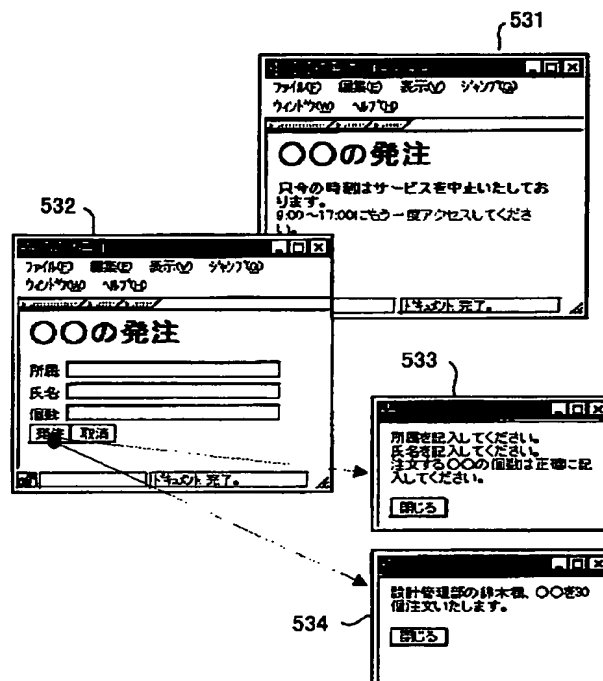 531
ファイル(F) 編集(E) 表示(V) ジャンプ(G)
ウィンドウ(W) ヘルプ(H)
○○の発注
只今の時刻はサービスを中止いたしてお
ります。
9:00～17:00にもう一度アクセスしてくださ
い。
ドキュメント 完了。
532
ファイル(F) 編集(E) 表示(V) ジャンプ(G)
ウィンドウ(W) ヘルプ(H)
○○の発注
所属:
氏名:
個数:
発信 取消
ドキュメント 完了。
533
所属を記入してください。
氏名を記入してください。
注文する○○の個数は正確に記
入してください。
閉じる
534
設計管理部の鈴木様、○○を30
個注文いたします。
閉じる